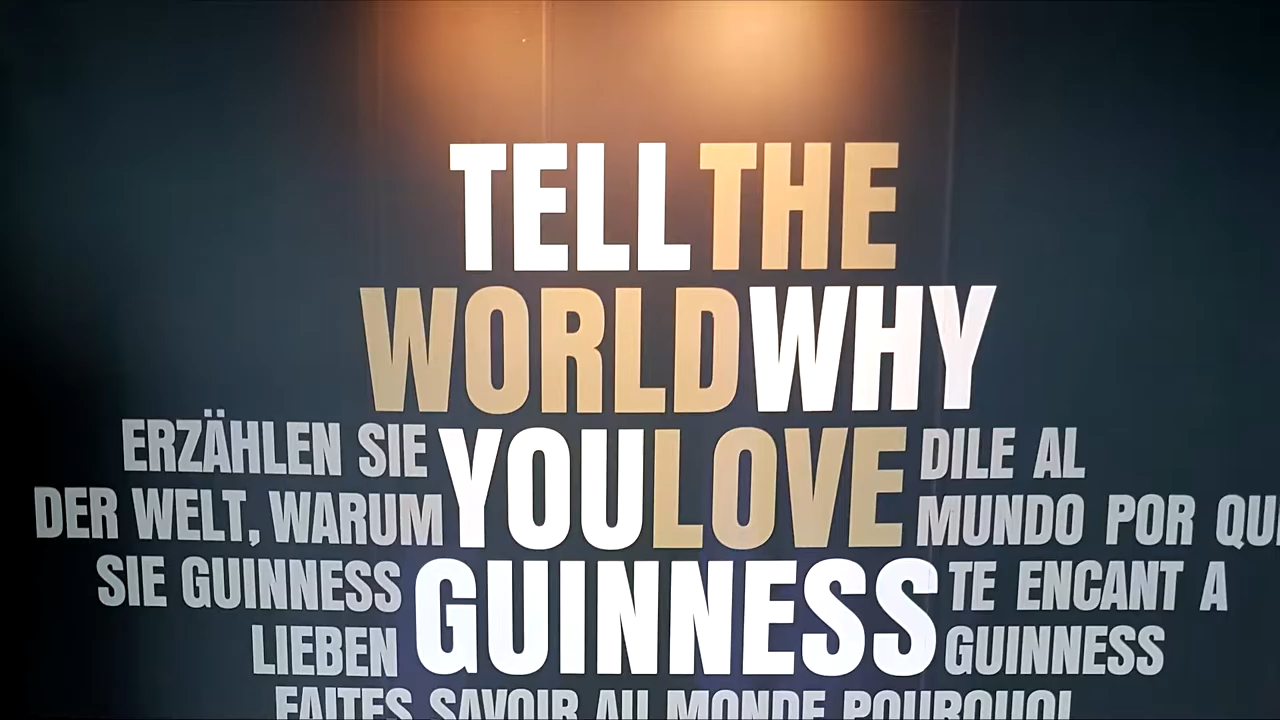 TELL THE
WORLD WHY
YOU LOVE
GUINNESS
ERZÄHLEN SIE
DER WELT, WARUM
SIE GUINNESS
LIEBEN
DILE AL
MUNDO POR QU
TE ENCANT A
GUINNESS
FAITES SAVOIR AU MONDE POURQUOI